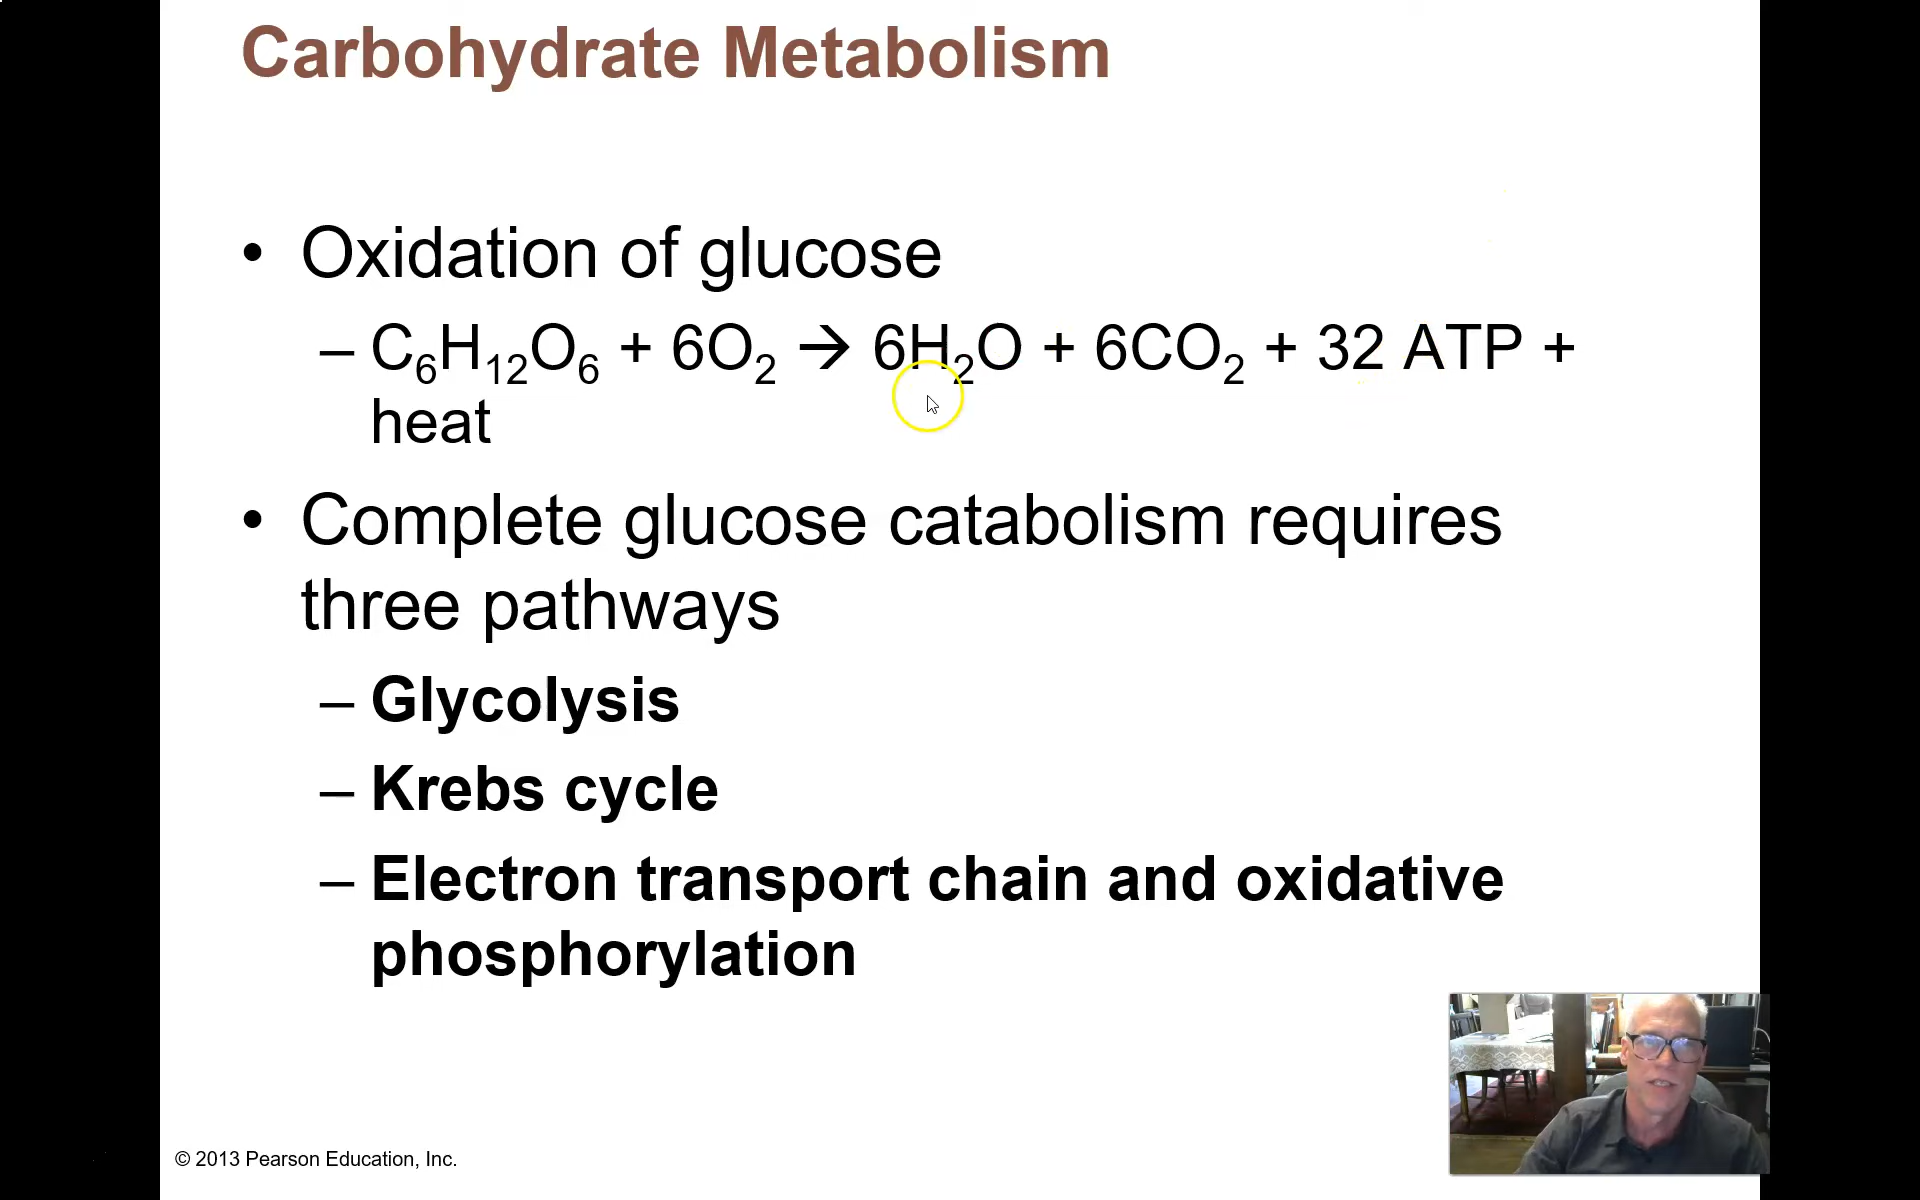 Carbohydrate Metabolism
• Oxidation of glucose
– C₆H₁₂O₆ + 6O₂ → 6H₂O + 6CO₂ + 32 ATP +
heat
• Complete glucose catabolism requires
three pathways
– Glycolysis
– Krebs cycle
– Electron transport chain and oxidative
phosphorylation
© 2013 Pearson Education, Inc.